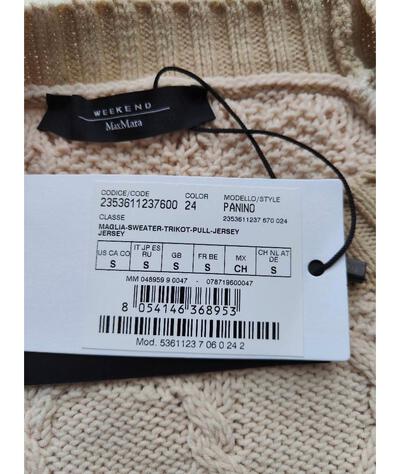 WEEKEND
MaxMara
CODICE/CODE COLOR MODELLO/STYLE
2353611237600 24 PANINO
CLASSE 2353611237 670 024
MAGLIA-SWEATER-TRIKOT-PULL-JERSEY
JERSEY
US CA CO IT JP ES RU GB FR BE MX CH NL AT DE
S S S S CH S
MM 048959 9 0047 - 078719600047
8 054146 368953
Mod. 5361123 7 06 0 24 2